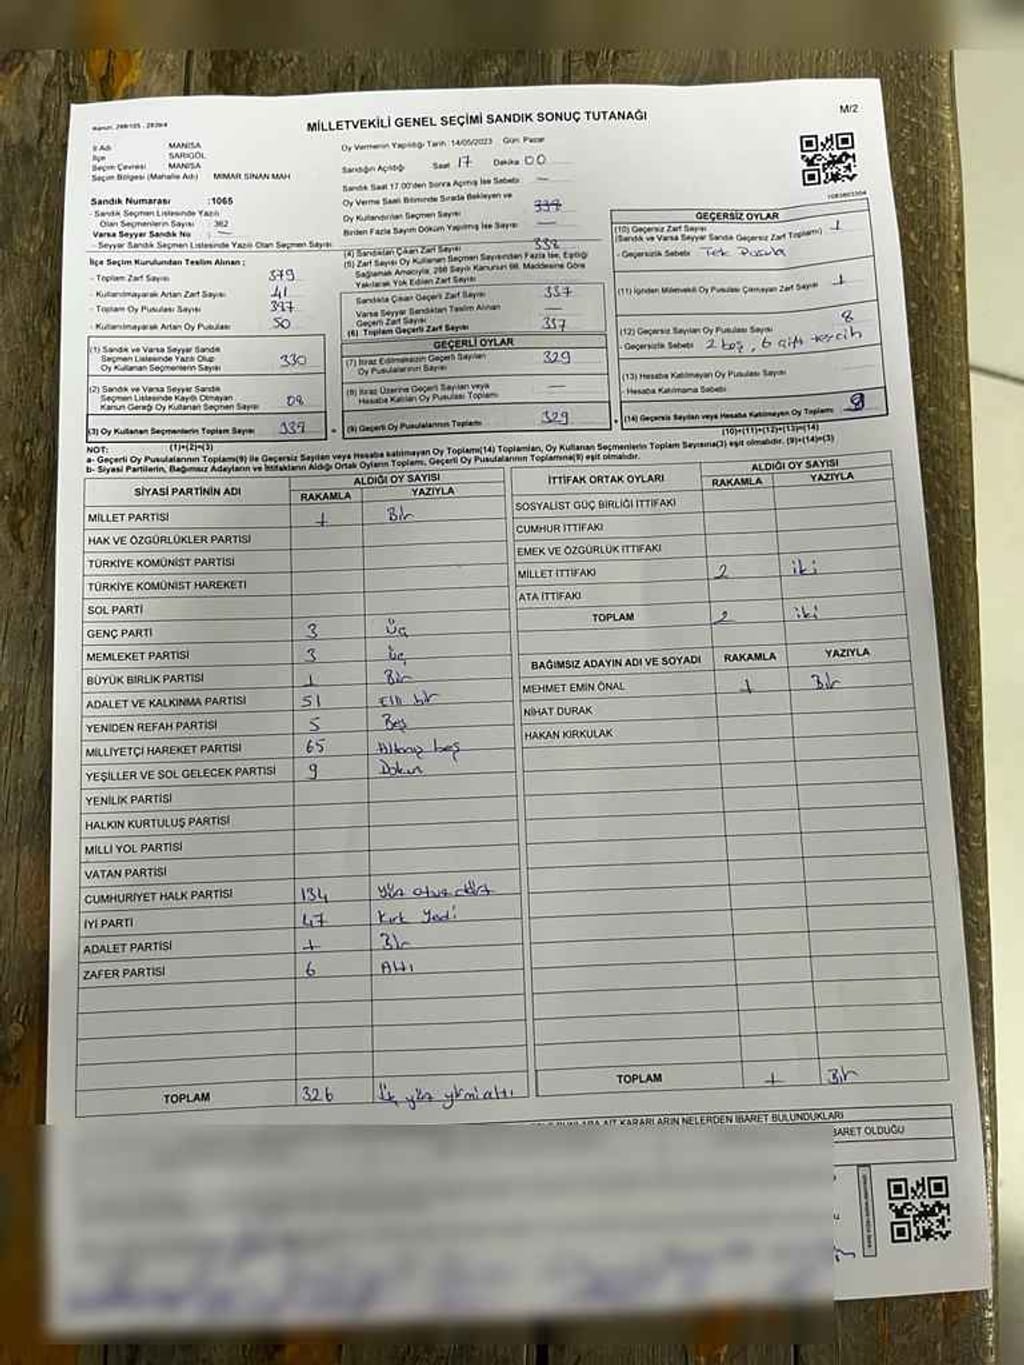 Kanun: 298/105 - 2839/4
MİLLETVEKİLİ GENEL SEÇİMİ SANDIK SONUÇ TUTANAĞI
M/2
İl Adı MANİSA
İlçe SARIGÖL
Seçim Çevresi MANİSA
Seçim Bölgesi (Mahalle Adı) MİMAR SİNAN MAH
Sandık Numarası :1065
- Sandık Seçmen Listesinde Yazılı
Olan Seçmenlerin Sayısı : 362
Varsa Seyyar Sandık No : —
- Seyyar Sandık Seçmen Listesinde Yazılı Olan Seçmen Sayısı
Oy Vermenin Yapıldığı Tarih :14/05/2023 Gün: Pazar
Sandığın Açıldığı Saat 17 Dakika 00
Sandık Saat 17.00'den Sonra Açılmış İse Sebebi: —
Oy Verme Saati Bitiminde Sırada Bekleyen ve
Oy Kullandırılan Seçmen Sayısı
Birden Fazla Sayım Döküm Yapılmış İse Sayısı —
İlçe Seçim Kurulundan Teslim Alınan ;
- Toplam Zarf Sayısı 379
- Kullanılmayarak Artan Zarf Sayısı 41
- Toplam Oy Pusulası Sayısı
- Kullanılmayarak Artan Oy Pusulası 50
(1) Sandık ve Varsa Seyyar Sandık
Seçmen Listesinde Yazılı Olup
Oy Kullanan Seçmenlerin Sayısı 330
(2) Sandık ve Varsa Seyyar Sandık
Seçmen Listesinde Kayıtlı Olmayan
Kanun Gereği Oy Kullanan Seçmen Sayısı 08
(3) Oy Kullanan Seçmenlerin Toplam Sayısı
(1)+(2)=(3)
(4) Sandıktan Çıkan Zarf Sayısı 338
(5) Zarf Sayısı Oy Kullanan Seçmen Sayısından Fazla İse, Eşitliği
Sağlamak Amacıyla, 298 Sayılı Kanunun 98. Maddesine Göre
Yakılarak Yok Edilen Zarf Sayısı
Sandıkta Çıkan Geçerli Zarf Sayısı 337
Varsa Seyyar Sandıktan Teslim Alınan
Geçerli Zarf Sayısı —
(6) Toplam Geçerli Zarf Sayısı 337
GEÇERLİ OYLAR
(7) İtiraz Edilmeksizin Geçerli Sayılan
Oy Pusulalarının Sayısı 329
(8) İtiraz Üzerine Geçerli Sayılan veya
Hesaba Katılan Oy Pusulası Toplamı —
(9) Geçerli Oy Pusulalarının Toplamı 329
GEÇERSİZ OYLAR
(10) Geçersiz Zarf Sayısı 1
(Sandık ve Varsa Seyyar Sandık Geçersiz Zarf Toplamı)
- Geçersizlik Sebebi: Tek Pusula
(11) İçinden Milletvekili Oy Pusulası Çıkmayan Zarf Sayısı 1
(12) Geçersiz Sayılan Oy Pusulası Sayısı 8
- Geçersizlik Sebebi 2 boş, 6 çift tercih
(13) Hesaba Katılmayan Oy Pusulası Sayısı
- Hesaba Katılmama Sebebi
(14) Geçersiz Sayılan veya Hesaba Katılmayan Oy Toplamı
(10)+(11)+(12)+(13)=(14)
NOT:
a- Geçerli Oy Pusulalarının Toplamı(9) ile Geçersiz Sayılan veya Hesaba katılmayan Oy Toplamı(14) Toplamları, Oy Kullanan Seçmenlerin Toplam Sayısına(3) eşit olmalıdır. (9)+(14)=(3)
b- Siyasi Partilerin, Bağımsız Adayların ve İttifakların Aldığı Ortak Oyların Toplamı, Geçerli Oy Pusulalarının Toplamına(9) eşit olmalıdır.
SİYASİ PARTİNİN ADI ALDIĞI OY SAYISI
RAKAMLA YAZIYLA
MİLLET PARTİSİ 1 Bir
HAK VE ÖZGÜRLÜKLER PARTİSİ
TÜRKİYE KOMÜNİST PARTİSİ
TÜRKİYE KOMÜNİST HAREKETİ
SOL PARTİ
GENÇ PARTİ 3 Üç
MEMLEKET PARTİSİ 3 Üç
BÜYÜK BİRLİK PARTİSİ 1 Bir
ADALET VE KALKINMA PARTİSİ 51 Elli bir
YENİDEN REFAH PARTİSİ 5 Beş
MİLLİYETÇİ HAREKET PARTİSİ 65 Altmış beş
YEŞİLLER VE SOL GELECEK PARTİSİ 9 Dokuz
YENİLİK PARTİSİ
HALKIN KURTULUŞ PARTİSİ
MİLLİ YOL PARTİSİ
VATAN PARTİSİ
CUMHURİYET HALK PARTİSİ 134 Yüz otuz dört
İYİ PARTİ 47 Kırk Yedi
ADALET PARTİSİ 1 Bir
ZAFER PARTİSİ 6 Altı
TOPLAM 326 Üç yüz yirmi altı
İTTİFAK ORTAK OYLARI ALDIĞI OY SAYISI
RAKAMLA YAZIYLA
SOSYALİST GÜÇ BİRLİĞİ İTTİFAKI
CUMHUR İTTİFAKI
EMEK VE ÖZGÜRLÜK İTTİFAKI
MİLLET İTTİFAKI 2 iki
ATA İTTİFAKI
TOPLAM 2 iki
BAĞIMSIZ ADAYIN ADI VE SOYADI RAKAMLA YAZIYLA
MEHMET EMİN ÖNAL 1 Bir
NİHAT DURAK
HAKAN KIRKULAK
TOPLAM 1 Bir
AİT KARARLARIN NELERDEN İBARET BULUNDUKLARI
İBARET OLDUĞU